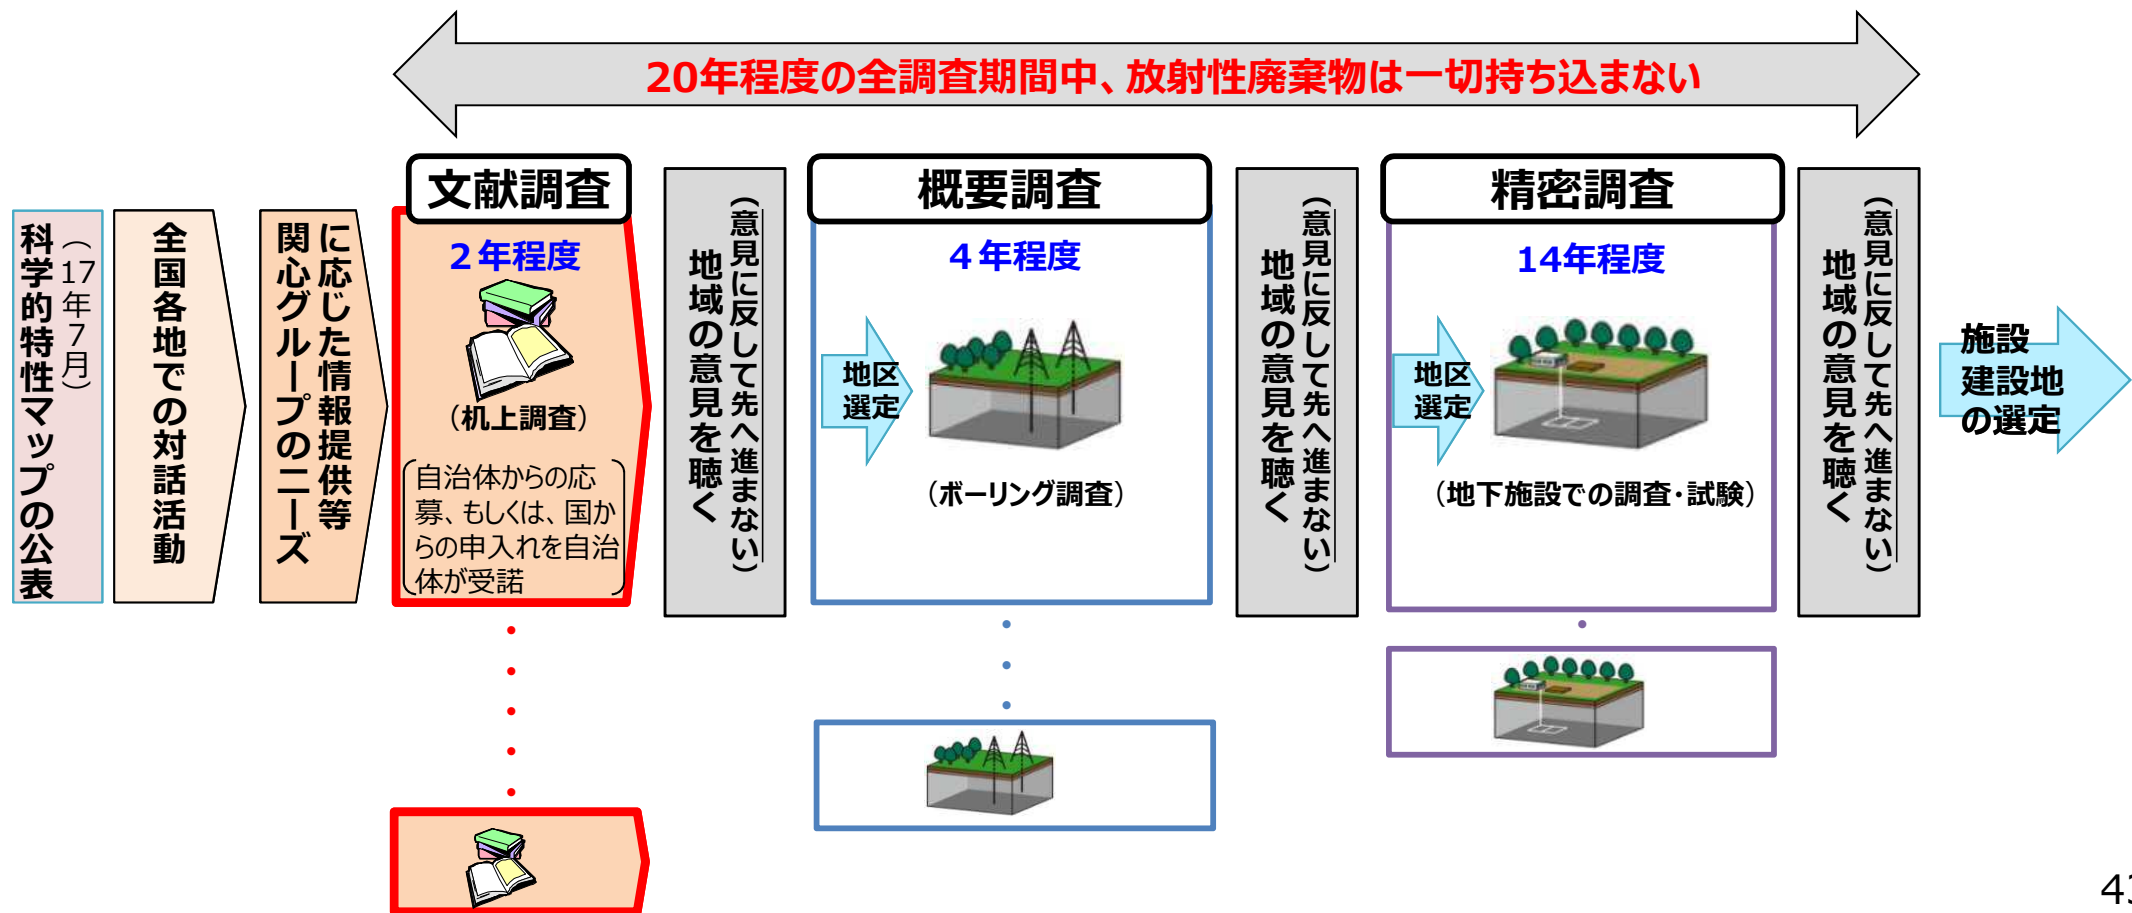 20年程度の全調査期間中、放射性廃棄物は一切持ち込まない
科学的特性マップの公表
（17年７月）
全国各地での対話活動
関心グループのニーズ
に応じた情報提供等
文献調査
２年程度
（机上調査）
自治体からの応
募、もしくは、国か
らの申入れを自治
体が受諾
地域の意見を聴く
（意見に反して先へ進まない）
概要調査
４年程度
地区
選定
（ボーリング調査）
地域の意見を聴く
（意見に反して先へ進まない）
精密調査
14年程度
地区
選定
（地下施設での調査・試験）
地域の意見を聴く
（意見に反して先へ進まない）
施設
建設地
の選定